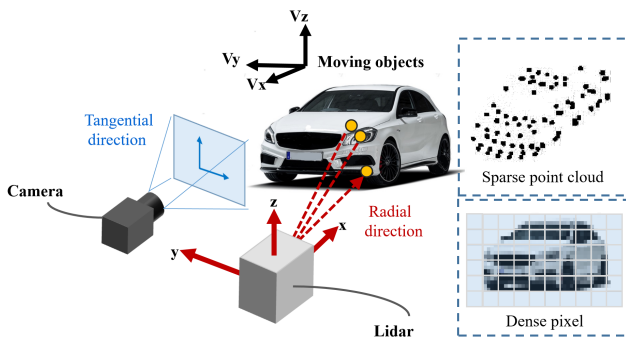 Vz
Vy
Vx
Moving objects
Tangential
direction
Camera
Radial
direction
z
x
y
Lidar
Sparse point cloud
Dense pixel